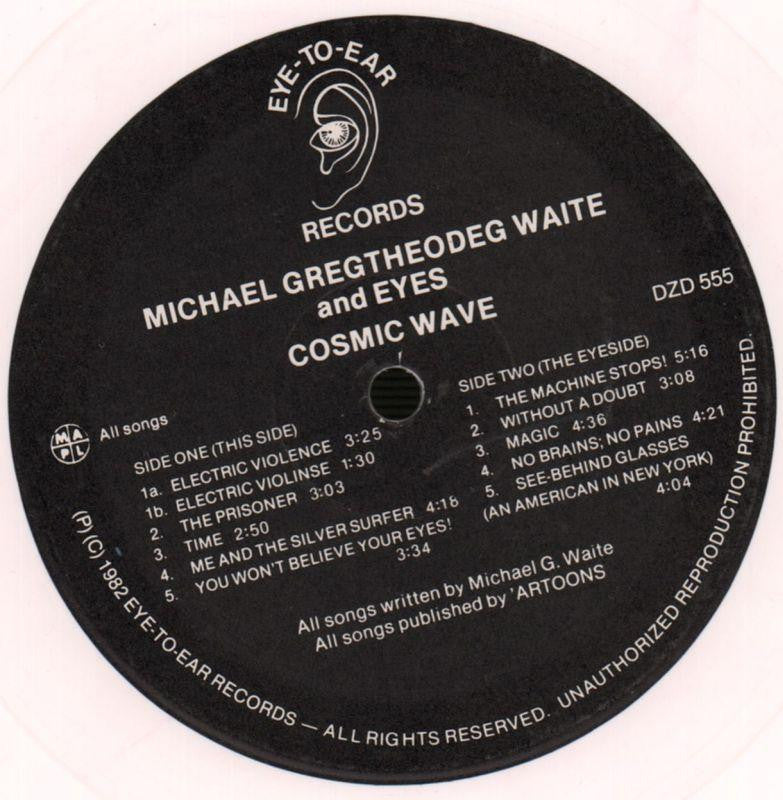 EYE-TO-EAR
RECORDS
MICHAEL GREGTHEODEG WAITE
and EYES
COSMIC WAVE
DZD 555
M A P L
All songs
SIDE ONE (THIS SIDE)
1a. ELECTRIC VIOLENCE 3:25
1b. ELECTRIC VIOLINSE 1:30
2. THE PRISONER 3:03
3. TIME 2:50
4. ME AND THE SILVER SURFER 4:18
5. YOU WON'T BELIEVE YOUR EYES!
3:34
SIDE TWO (THE EYESIDE)
1. THE MACHINE STOPS! 5:16
2. WITHOUT A DOUBT 3:08
3. MAGIC 4:36
4. NO BRAINS; NO PAINS 4:21
5. SEE-BEHIND GLASSES
(AN AMERICAN IN NEW YORK)
4:04
All songs written by Michael G. Waite
All songs published by 'ARTOONS
(P)(C) 1982 EYE-TO-EAR RECORDS — ALL RIGHTS RESERVED. UNAUTHORIZED REPRODUCTION PROHIBITED.